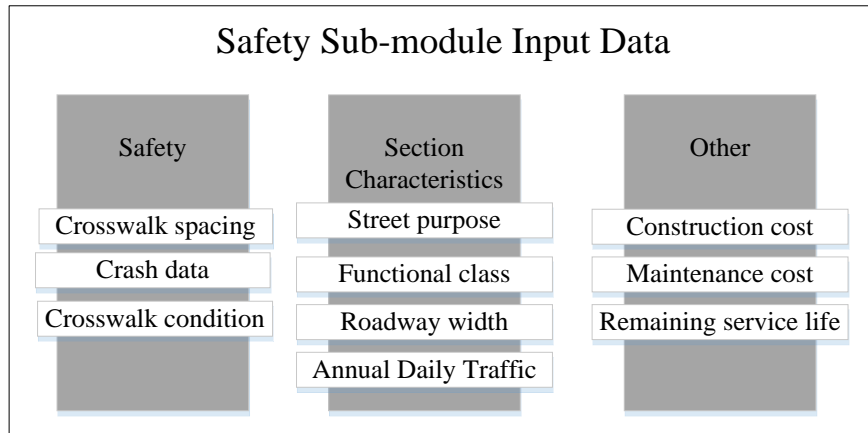 Safety Sub-module Input Data
Safety
Crosswalk spacing
Crash data
Crosswalk condition
Section
Characteristics
Street purpose
Functional class
Roadway width
Annual Daily Traffic
Other
Construction cost
Maintenance cost
Remaining service life